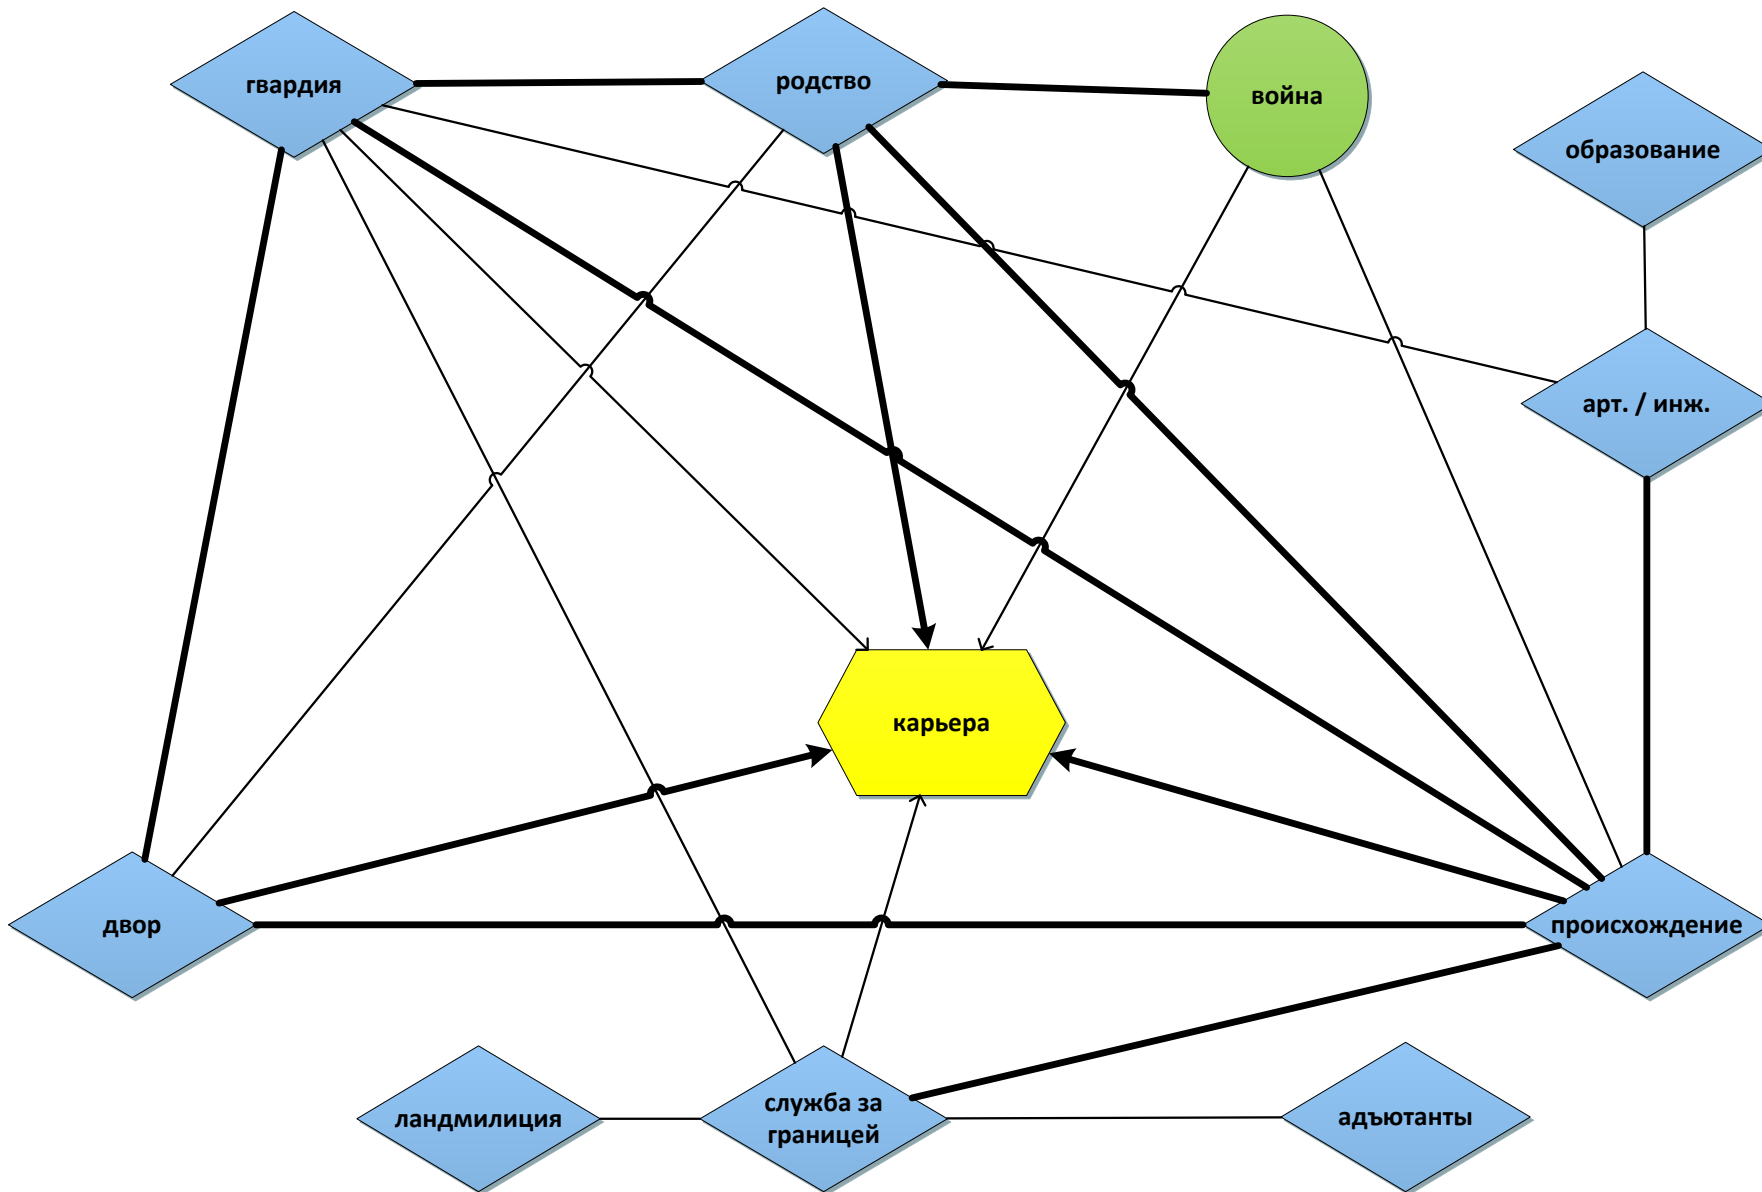 гвардия
родство
война
образование
арт. / инж.
карьера
двор
происхождение
ландмилиция
служба за
границей
адъютанты